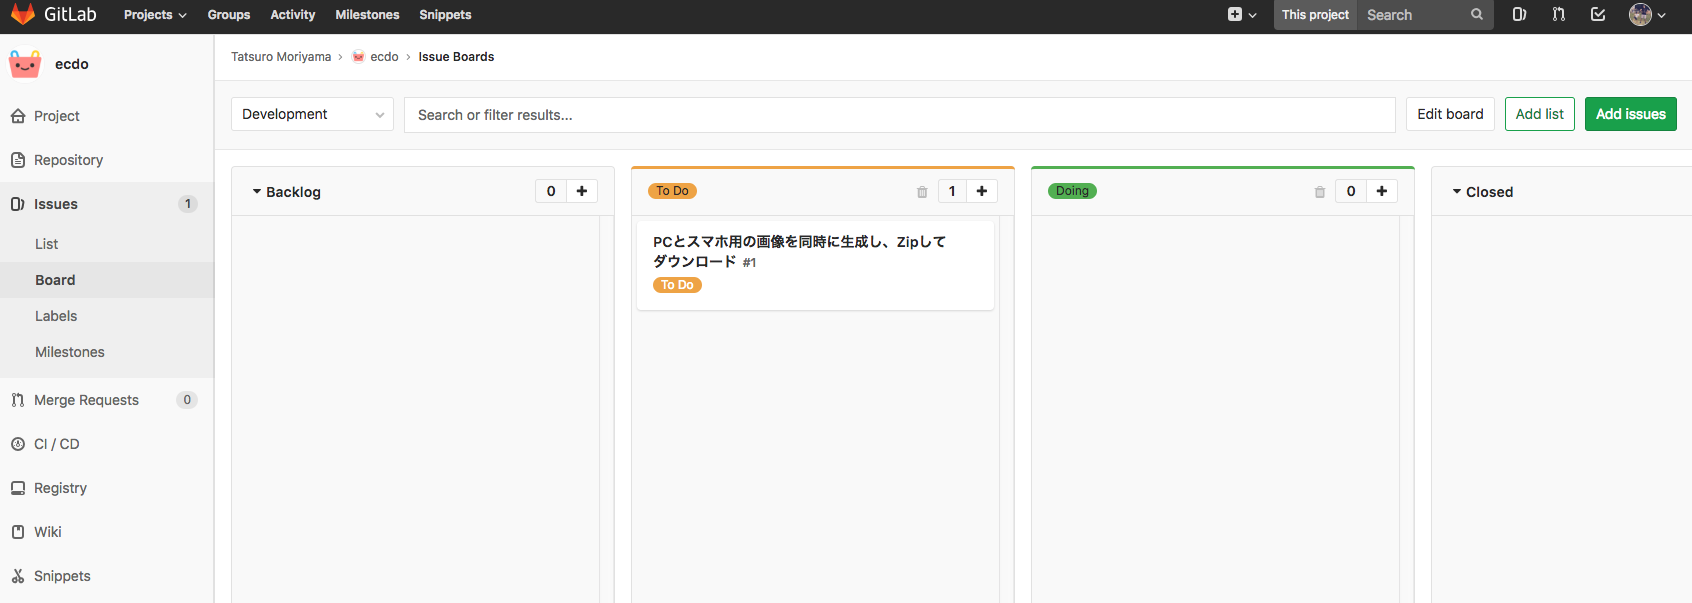 GitLab Projects Groups Activity Milestones Snippets This project Search
ecdo
Tatsuro Moriyama › ecdo › Issue Boards
Project
Repository
Issues 1
List
Board
Labels
Milestones
Merge Requests 0
CI / CD
Registry
Wiki
Snippets
Development Search or filter results... Edit board Add list Add issues
Backlog 0 +
To Do 1 +
PCとスマホ用の画像を同時に生成し、Zipして
ダウンロード #1
To Do
Doing 0 +
Closed